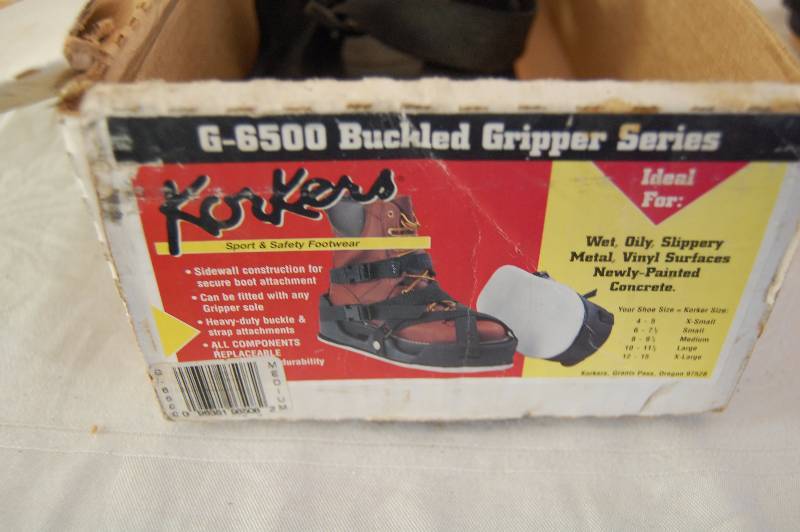 G-6500 Buckled Gripper Series
Korkers
Sport & Safety Footwear
• Sidewall construction for
secure boot attachment
• Can be fitted with any
Gripper sole
• Heavy-duty buckle &
strap attachments
• ALL COMPONENTS
REPLACEABLE
durability
MEDIUM
Ideal
For:
Wet, Oily, Slippery
Metal, Vinyl Surfaces
Newly-Painted
Concrete.
Your Shoe Size = Korker Size:
4 - 5 X-Small
6 - 7½ Small
8 - 9½ Medium
10 - 11½ Large
12 - 15 X-Large
Korkers, Grants Pass, Oregon 97526